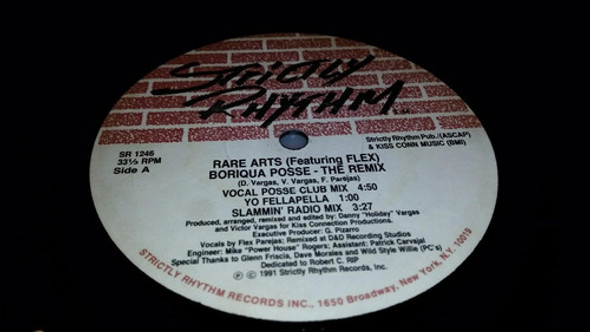 STRICTLY
RHYTHM
SR 1246
33⅓ RPM
Side A
Strictly Rhythm Pub./(ASCAP)
& KISS CONN MUSIC (BMI)
RARE ARTS (Featuring FLEX)
BORIQUA POSSE - THE REMIX
(D. Vargas, V. Vargas, F. Parejas)
VOCAL POSSE CLUB MIX 4:50
YO FELLAPELLA 1:00
SLAMMIN' RADIO MIX 3:27
Produced, arranged, remixed and edited by: Danny "Holiday" Vargas
and Victor Vargas for Kiss Connection Productions.
Executive Producer: G. Pizarro
Vocals by Flex Parejas; Remixed at D&D Recording Studios
Engineer: Mike "Power House" Rogers; Assistant: Patrick Carvajal
Special Thanks to Glenn Friscia, Dave Morales and Wild Style Willie (PC's)
Dedicated to Robert C. RIP
℗ © 1991 Strictly Rhythm Records, Inc.
STRICTLY RHYTHM RECORDS INC., 1650 Broadway, New York, N.Y. 10019